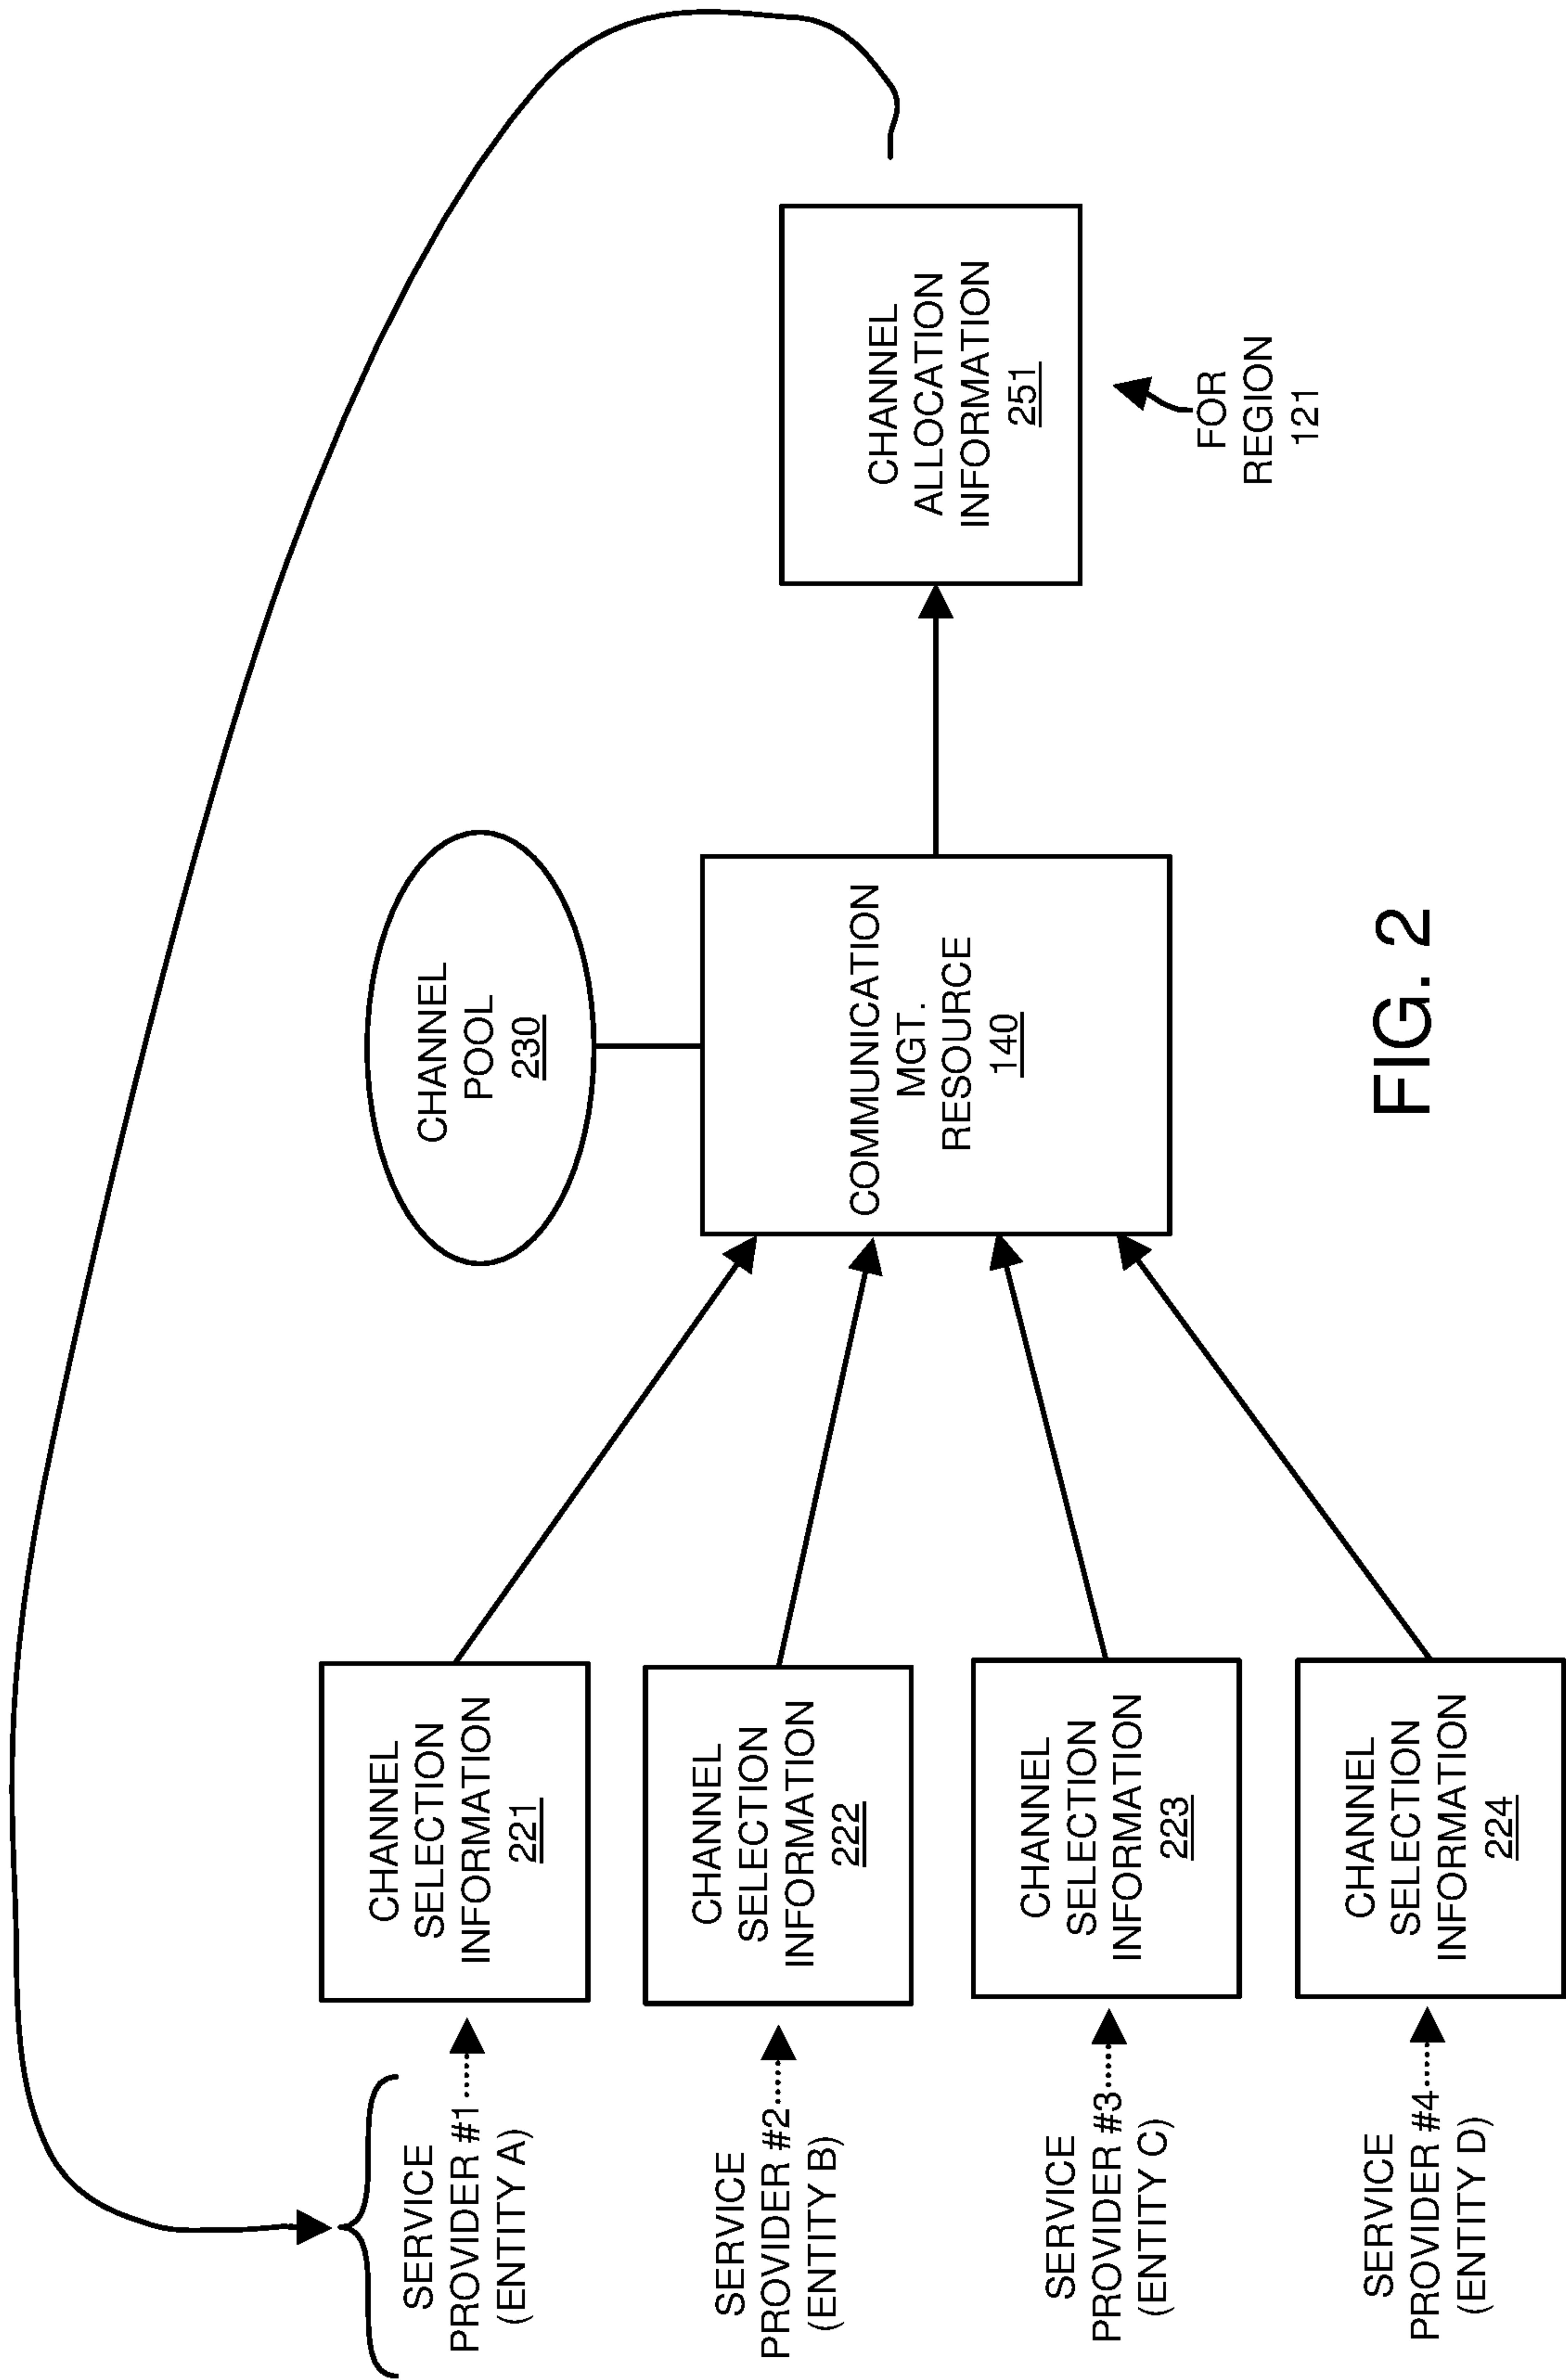 SERVICE
PROVIDER #1
(ENTITY A)
CHANNEL
SELECTION
INFORMATION
221
SERVICE
PROVIDER #2
(ENTITY B)
CHANNEL
SELECTION
INFORMATION
222
SERVICE
PROVIDER #3
(ENTITY C)
CHANNEL
SELECTION
INFORMATION
223
SERVICE
PROVIDER #4
(ENTITY D)
CHANNEL
SELECTION
INFORMATION
224
CHANNEL
POOL
230
COMMUNICATION
MGT.
RESOURCE
140
CHANNEL
ALLOCATION
INFORMATION
251
FOR
REGION
121
FIG. 2